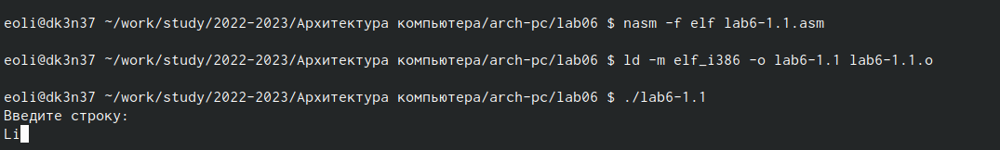 eoli@dk3n37 ~/work/study/2022-2023/Архитектура компьютера/arch-pc/lab06 $ nasm -f elf lab6-1.1.asm
eoli@dk3n37 ~/work/study/2022-2023/Архитектура компьютера/arch-pc/lab06 $ ld -m elf_i386 -o lab6-1.1 lab6-1.1.o
eoli@dk3n37 ~/work/study/2022-2023/Архитектура компьютера/arch-pc/lab06 $ ./lab6-1.1
Введите строку:
Li